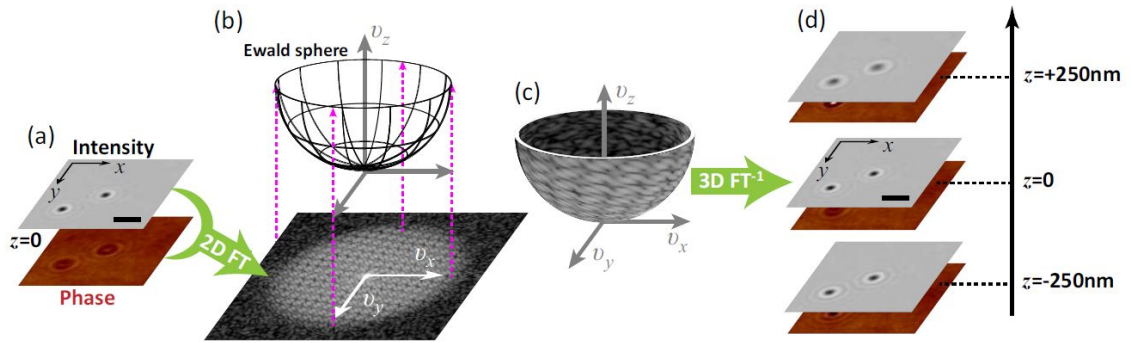 (a)
Intensity
x
y
z=0
Phase
2D FT
(b)
Ewald sphere
υz
υx
υy
(c)
υz
υx
υy
3D FT-1
(d)
z=+250nm
x
y
z=0
z=-250nm